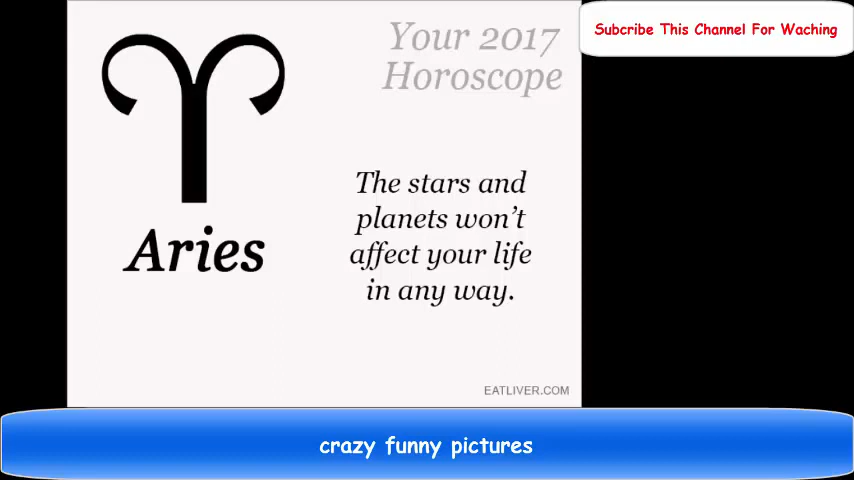 Your 2017
Horoscope
Subcribe This Channel For Waching
The stars and
planets won't
affect your life
in any way.
Aries
EATLIVER.COM
crazy funny pictures